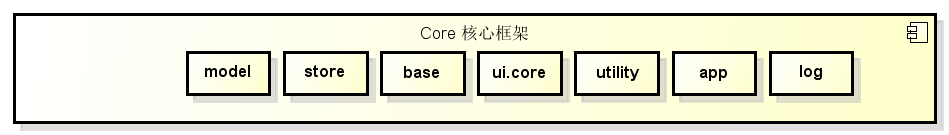 Core 核心框架
model store base ui.core utility app log